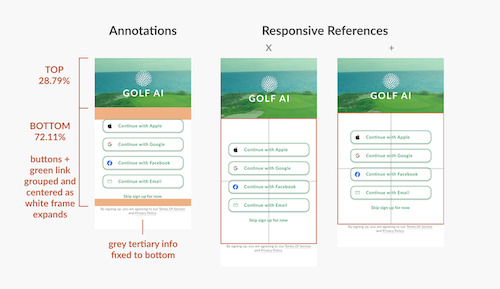 Annotations
Responsive References
X
+
TOP
28.79%
BOTTOM
72.11%
buttons +
green link
grouped and
centered as
white frame
expands
GOLF AI
Continue with Apple
Continue with Google
Continue with Facebook
Continue with Email
Skip sign up for now
By signing up, you are agreeing to our Terms Of Service
and Privacy Policy
grey tertiary info
fixed to bottom
GOLF AI
Continue with Apple
Continue with Google
Continue with Facebook
Continue with Email
Skip sign up for now
By signing up, you are agreeing to our Terms Of Service
and Privacy Policy
GOLF AI
Continue with Apple
Continue with Google
Continue with Facebook
Continue with Email
Skip sign up for now
By signing up, you are agreeing to our Terms Of Service
and Privacy Policy